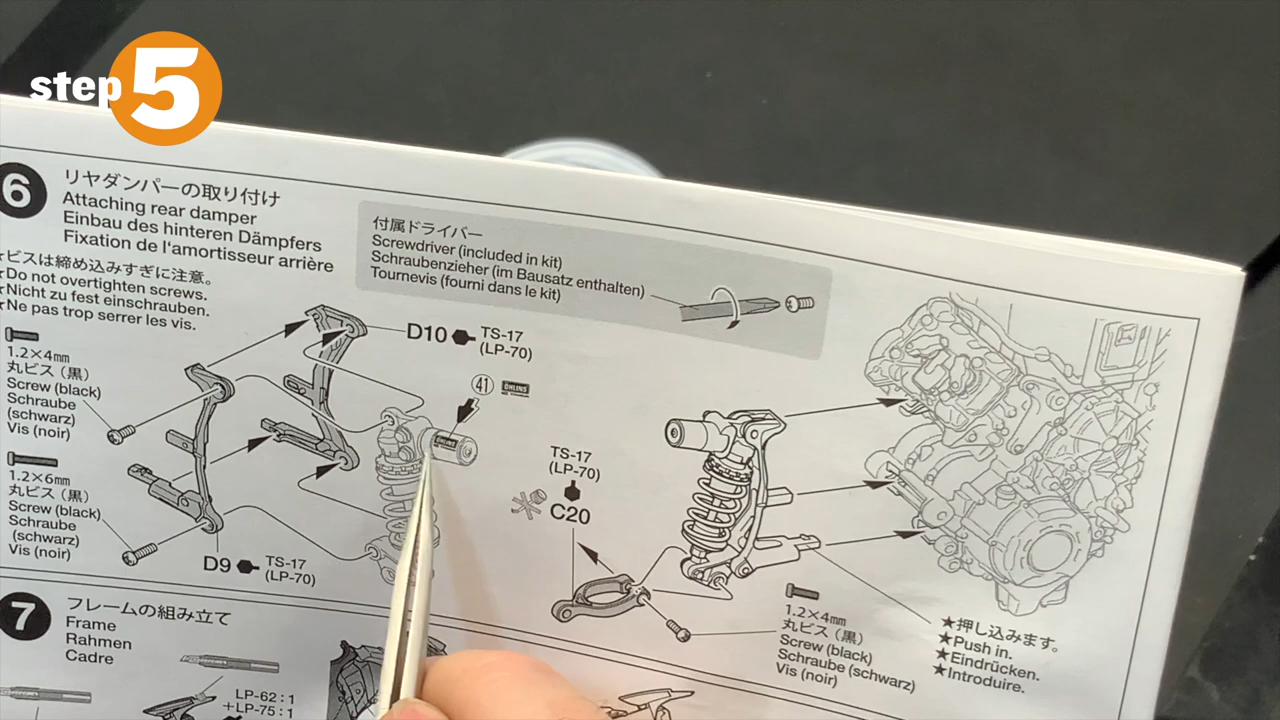 step 5
6
リヤダンパーの取り付け
Attaching rear damper
Einbau des hinteren Dämpfers
Fixation de l'amortisseur arrière
★ビスは締め込みすぎに注意。
★Do not overtighten screws.
★Nicht zu fest einschrauben.
★Ne pas trop serrer les vis.
付属ドライバー
Screwdriver (included in kit)
Schraubenzieher (im Bausatz enthalten)
Tournevis (fourni dans le kit)
1.2×4mm
丸ビス（黒）
Screw (black)
Schraube
(schwarz)
Vis (noir)
D10
TS-17
(LP-70)
41
ÖHLINS
ÖHLINS
1.2×6mm
丸ビス（黒）
Screw (black)
Schraube
(schwarz)
Vis (noir)
D9
TS-17
(LP-70)
TS-17
(LP-70)
C20
1.2×4mm
丸ビス（黒）
Screw (black)
Schraube (schwarz)
Vis (noir)
★押し込みます。
★Push in.
★Eindrücken.
★Introduire.
7
フレームの組み立て
Frame
Rahmen
Cadre
LP-62：1
+LP-75：1